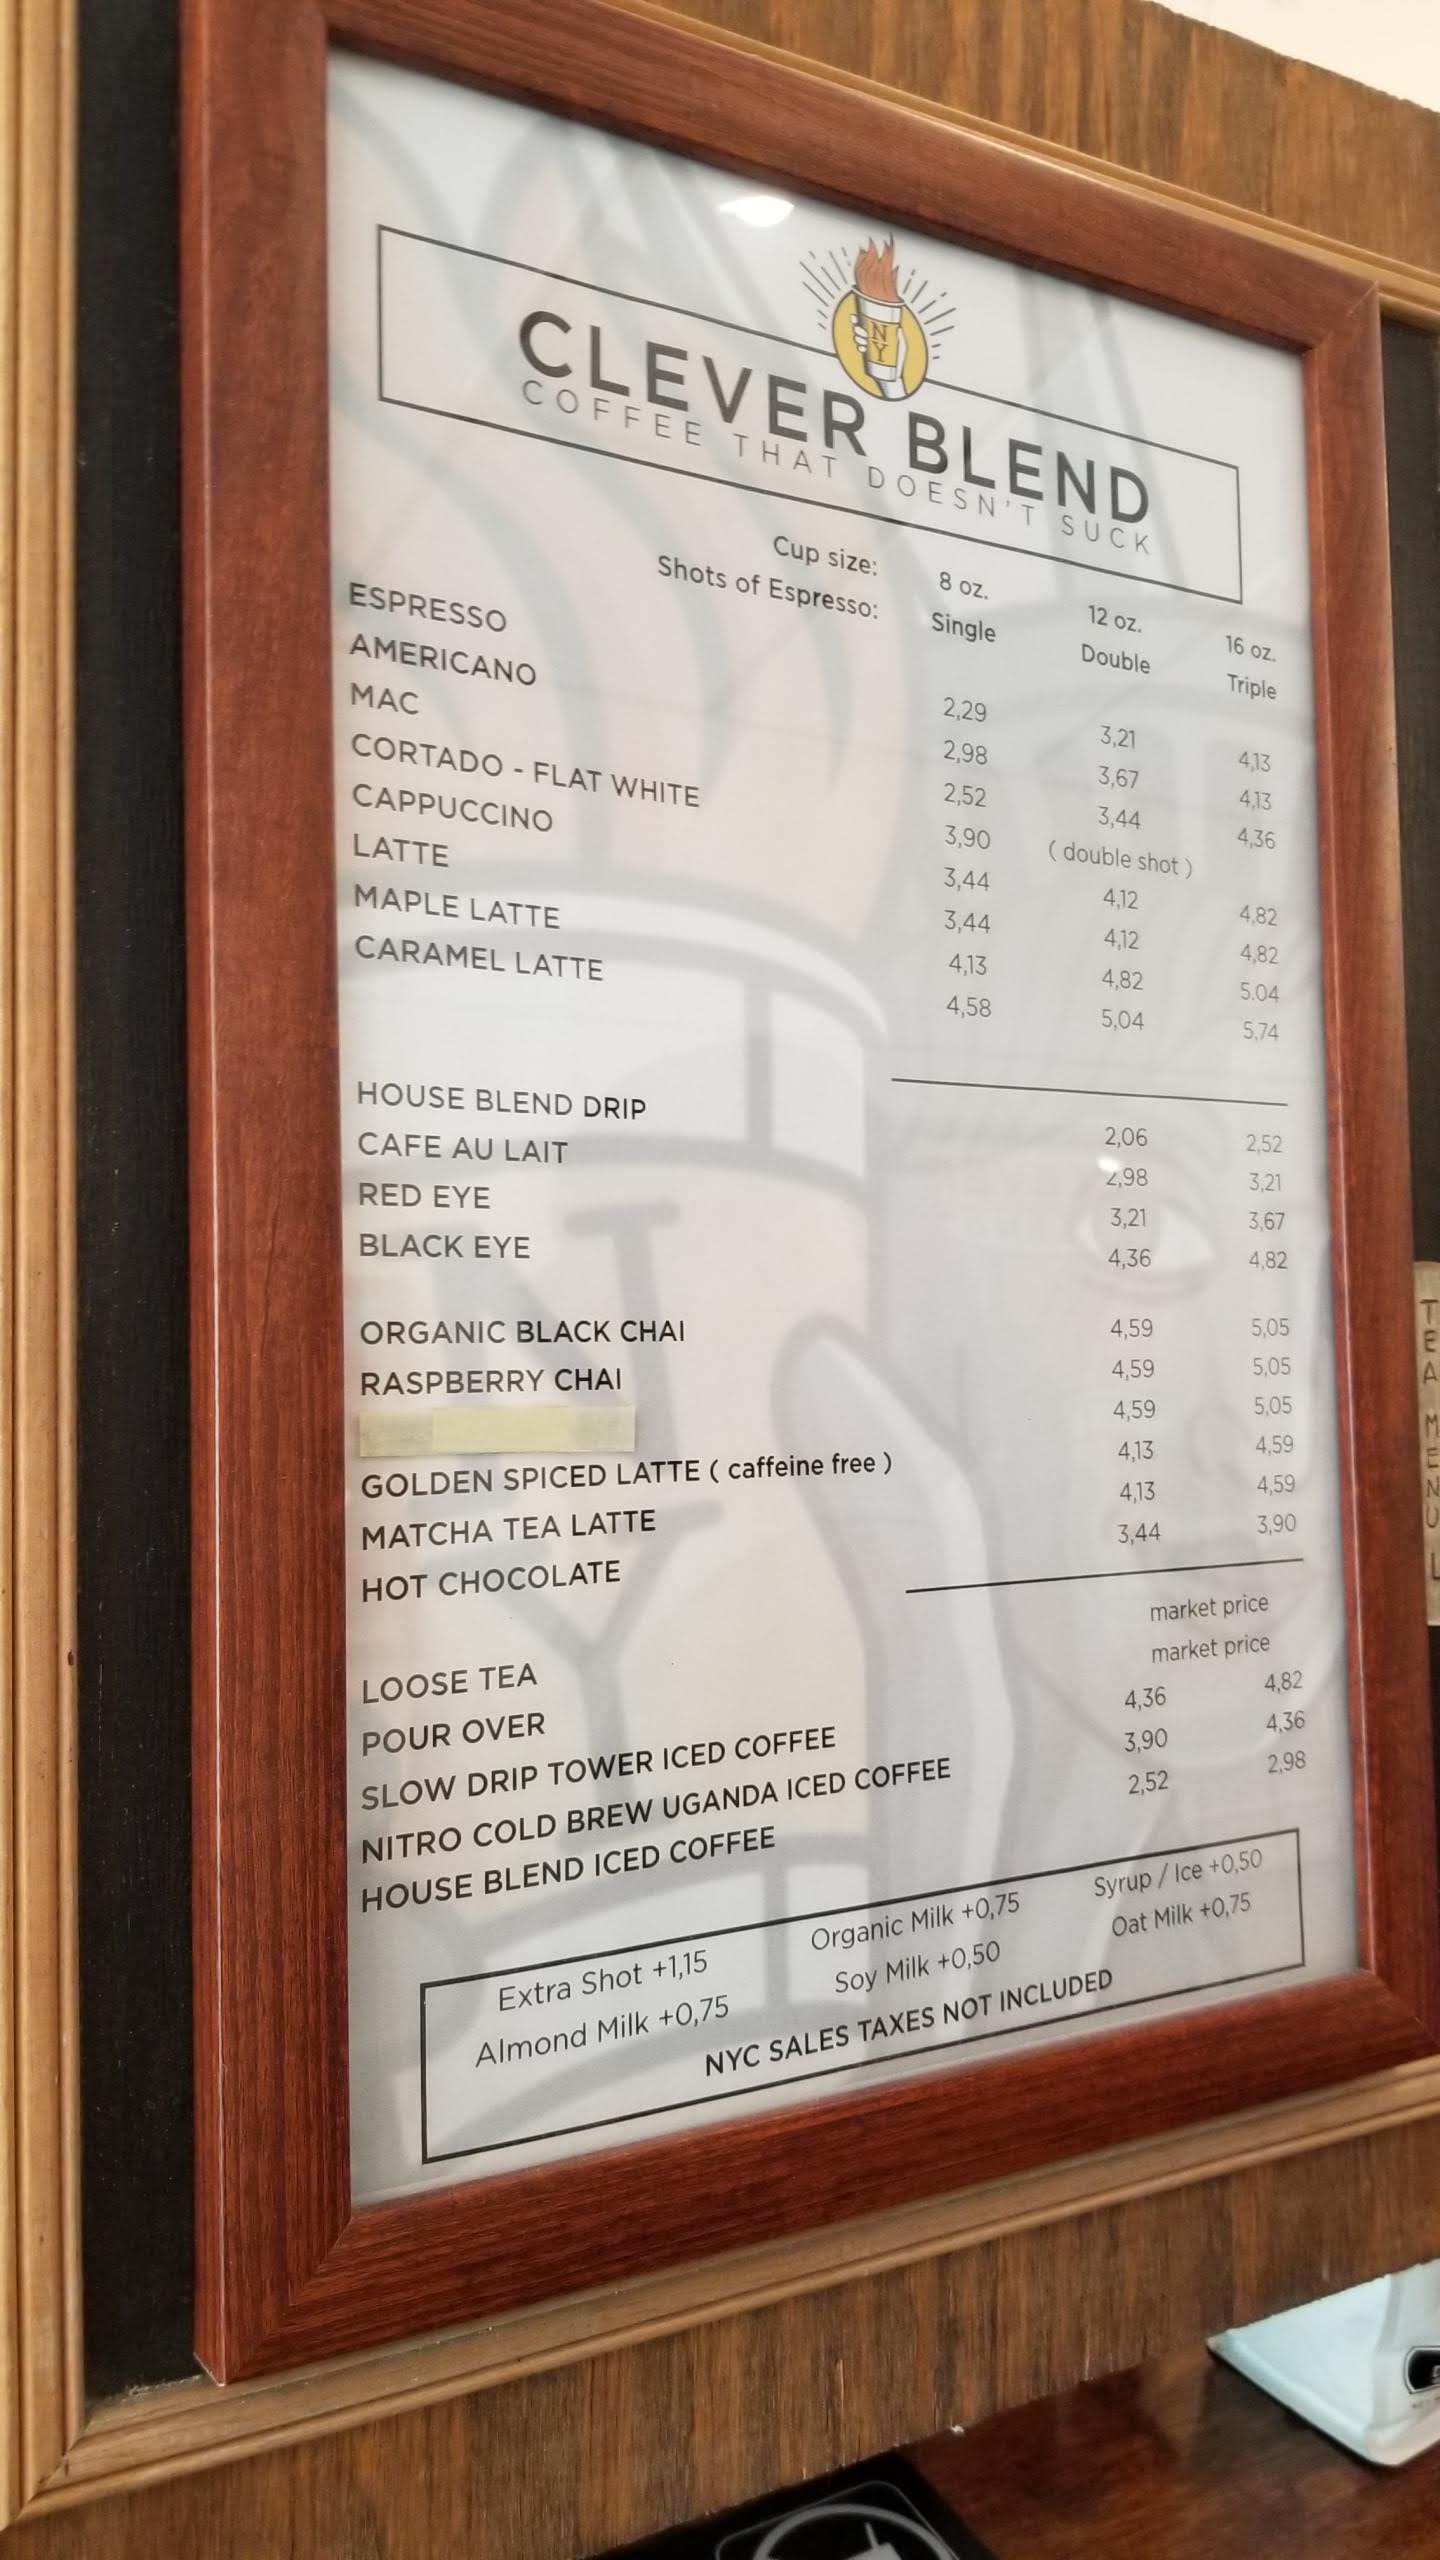 NY
CLEVER BLEND
COFFEE THAT DOESN'T SUCK
Cup size: 8 oz. 12 oz. 16 oz.
Shots of Espresso: Single Double Triple
ESPRESSO 2,29 3,21 4,13
AMERICANO 2,98 3,67 4,13
MAC 2,52 3,44 4,36
CORTADO - FLAT WHITE 3,90 ( double shot )
CAPPUCCINO 3,44 4,12 4,82
LATTE 3,44 4,12 4,82
MAPLE LATTE 4,13 4,82 5.04
CARAMEL LATTE 4,58 5,04 5,74
HOUSE BLEND DRIP 2,06 2,52
CAFE AU LAIT 2,98 3,21
RED EYE 3,21 3,67
BLACK EYE 4,36 4,82
ORGANIC BLACK CHAI 4,59 5,05
RASPBERRY CHAI 4,59 5,05
4,59 5,05
GOLDEN SPICED LATTE ( caffeine free ) 4,13 4,59
MATCHA TEA LATTE 4,13 4,59
HOT CHOCOLATE 3,44 3,90
LOOSE TEA market price
POUR OVER market price
SLOW DRIP TOWER ICED COFFEE 4,36 4,82
NITRO COLD BREW UGANDA ICED COFFEE 3,90 4,36
HOUSE BLEND ICED COFFEE 2,52 2,98
Extra Shot +1,15 Organic Milk +0,75 Syrup / Ice +0,50
Almond Milk +0,75 Soy Milk +0,50 Oat Milk +0,75
NYC SALES TAXES NOT INCLUDED
TEA MENU